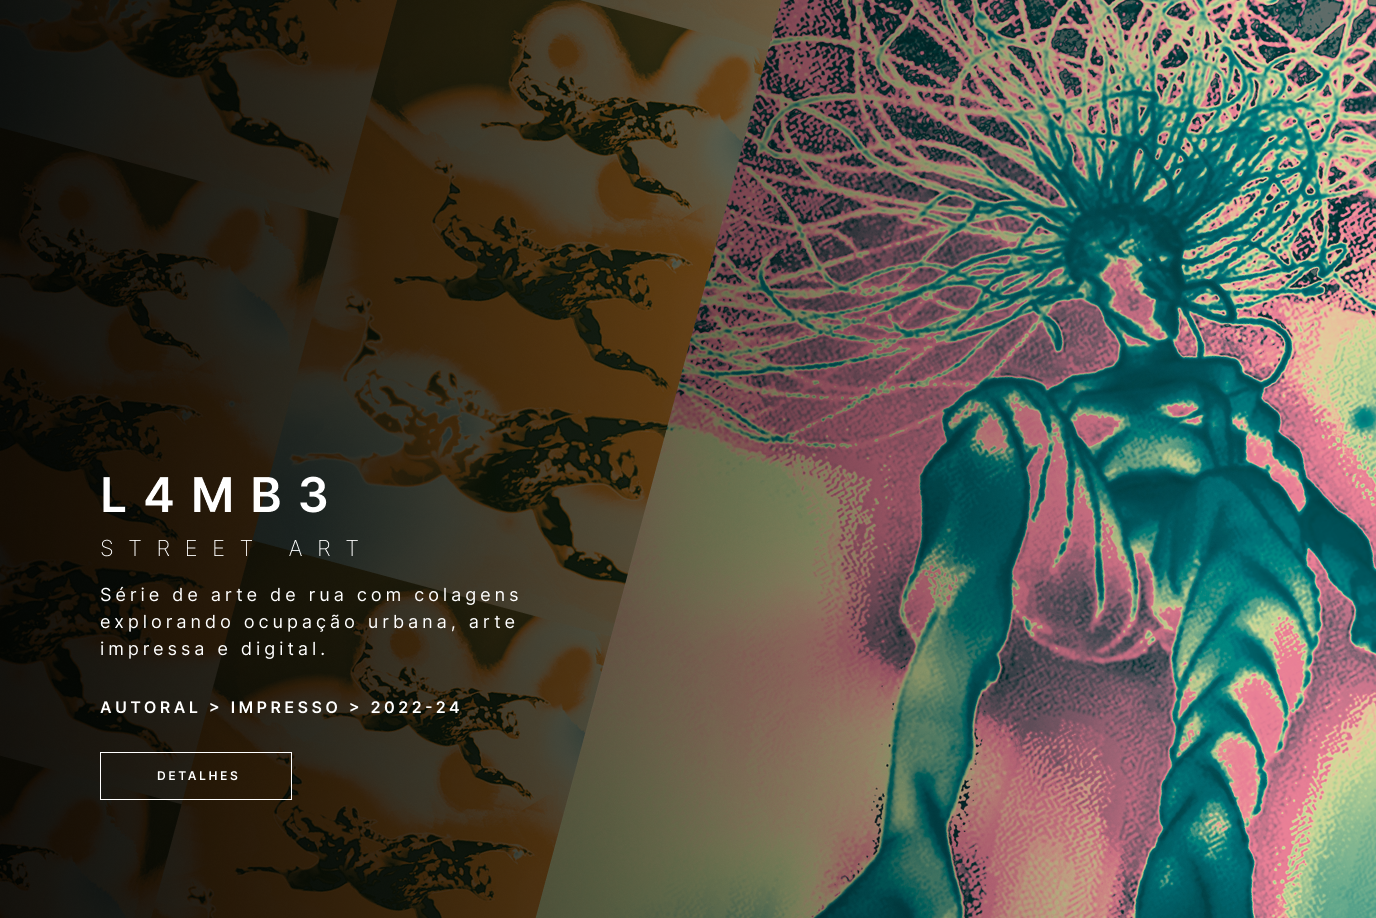 L4MB3
STREET ART
Série de arte de rua com colagens
explorando ocupação urbana, arte
impressa e digital.
AUTORAL > IMPRESSO > 2022-24
DETALHES